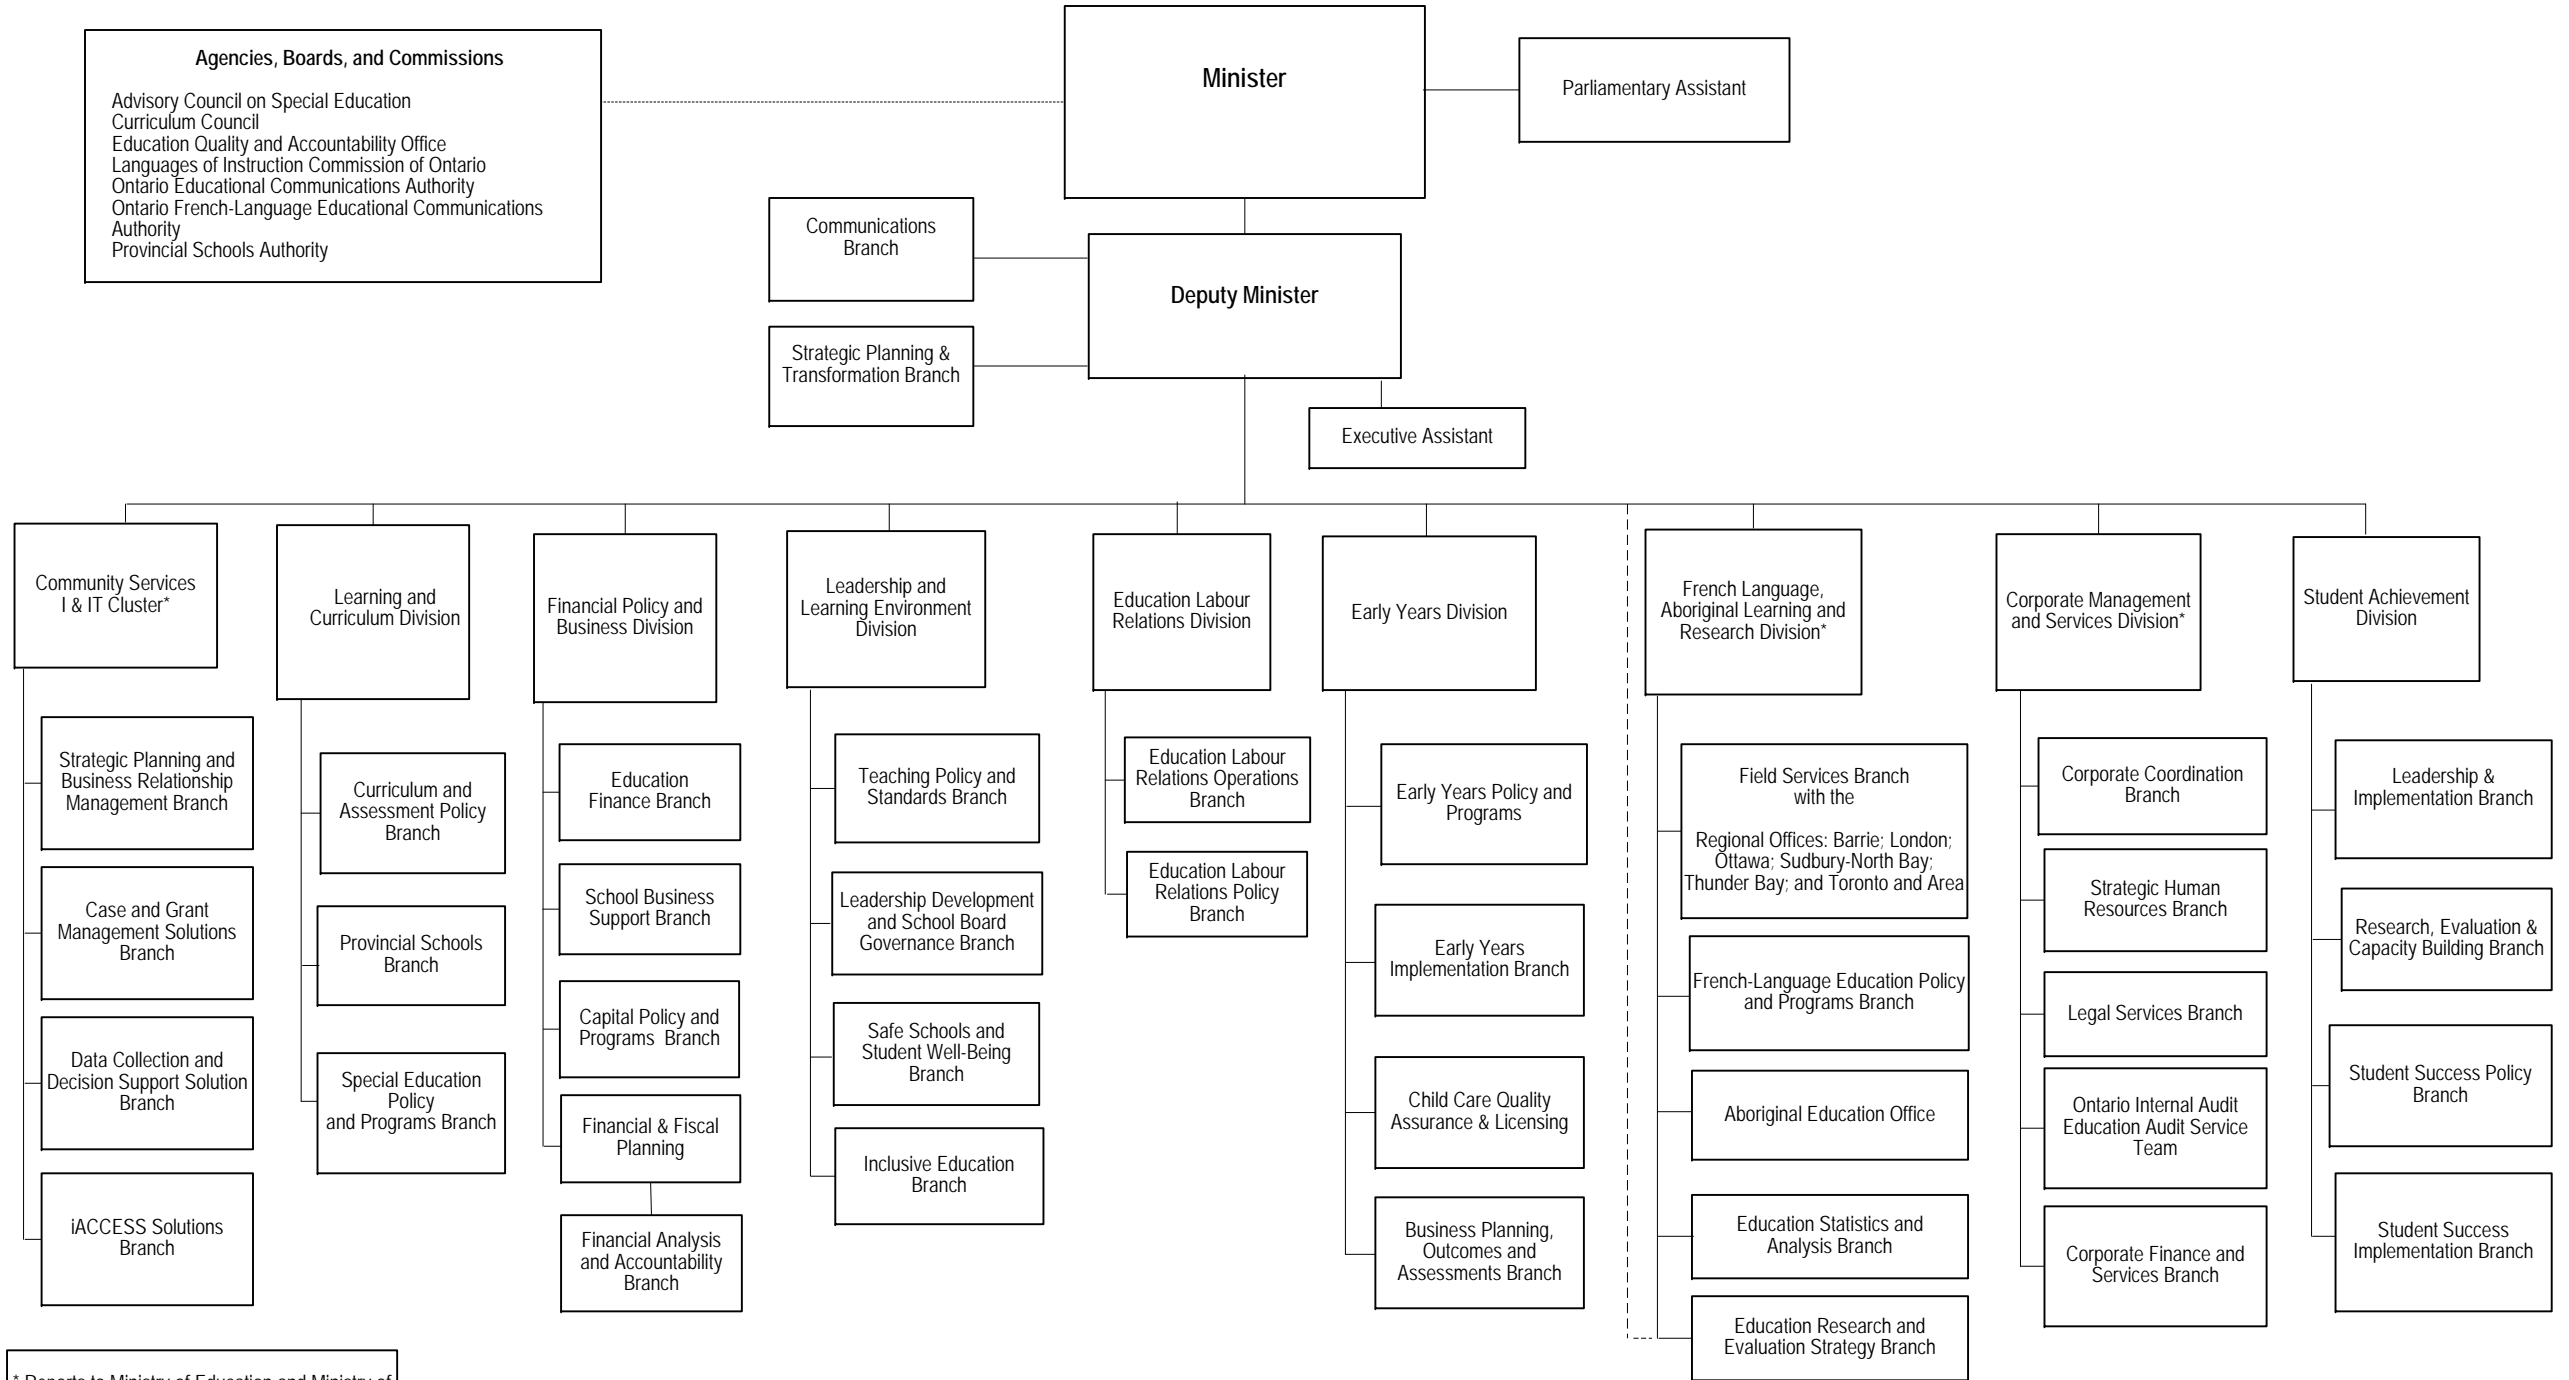 Agencies, Boards, and Commissions
Advisory Council on Special Education
Curriculum Council
Education Quality and Accountability Office
Languages of Instruction Commission of Ontario
Ontario Educational Communications Authority
Ontario French-Language Educational Communications
Authority
Provincial Schools Authority
Minister
Parliamentary Assistant
Communications
Branch
Deputy Minister
Strategic Planning &
Transformation Branch
Executive Assistant
Community Services
I & IT Cluster*
Strategic Planning and
Business Relationship
Management Branch
Case and Grant
Management Solutions
Branch
Data Collection and
Decision Support Solution
Branch
iACCESS Solutions
Branch
Learning and
Curriculum Division
Curriculum and
Assessment Policy
Branch
Provincial Schools
Branch
Special Education
Policy
and Programs Branch
Financial Policy and
Business Division
Education
Finance Branch
School Business
Support Branch
Capital Policy and
Programs Branch
Financial & Fiscal
Planning
Financial Analysis
and Accountability
Branch
Leadership and
Learning Environment
Division
Teaching Policy and
Standards Branch
Leadership Development
and School Board
Governance Branch
Safe Schools and
Student Well-Being
Branch
Inclusive Education
Branch
Education Labour
Relations Division
Education Labour
Relations Operations
Branch
Education Labour
Relations Policy
Branch
Early Years Division
Early Years Policy and
Programs
Early Years
Implementation Branch
Child Care Quality
Assurance & Licensing
Business Planning,
Outcomes and
Assessments Branch
French Language,
Aboriginal Learning and
Research Division*
Field Services Branch
with the
Regional Offices: Barrie; London;
Ottawa; Sudbury-North Bay;
Thunder Bay; and Toronto and Area
French-Language Education Policy
and Programs Branch
Aboriginal Education Office
Education Statistics and
Analysis Branch
Education Research and
Evaluation Strategy Branch
Corporate Management
and Services Division*
Corporate Coordination
Branch
Strategic Human
Resources Branch
Legal Services Branch
Ontario Internal Audit
Education Audit Service
Team
Corporate Finance and
Services Branch
Student Achievement
Division
Leadership &
Implementation Branch
Research, Evaluation &
Capacity Building Branch
Student Success Policy
Branch
Student Success
Implementation Branch
* Reports to Ministry of Education and Ministry of